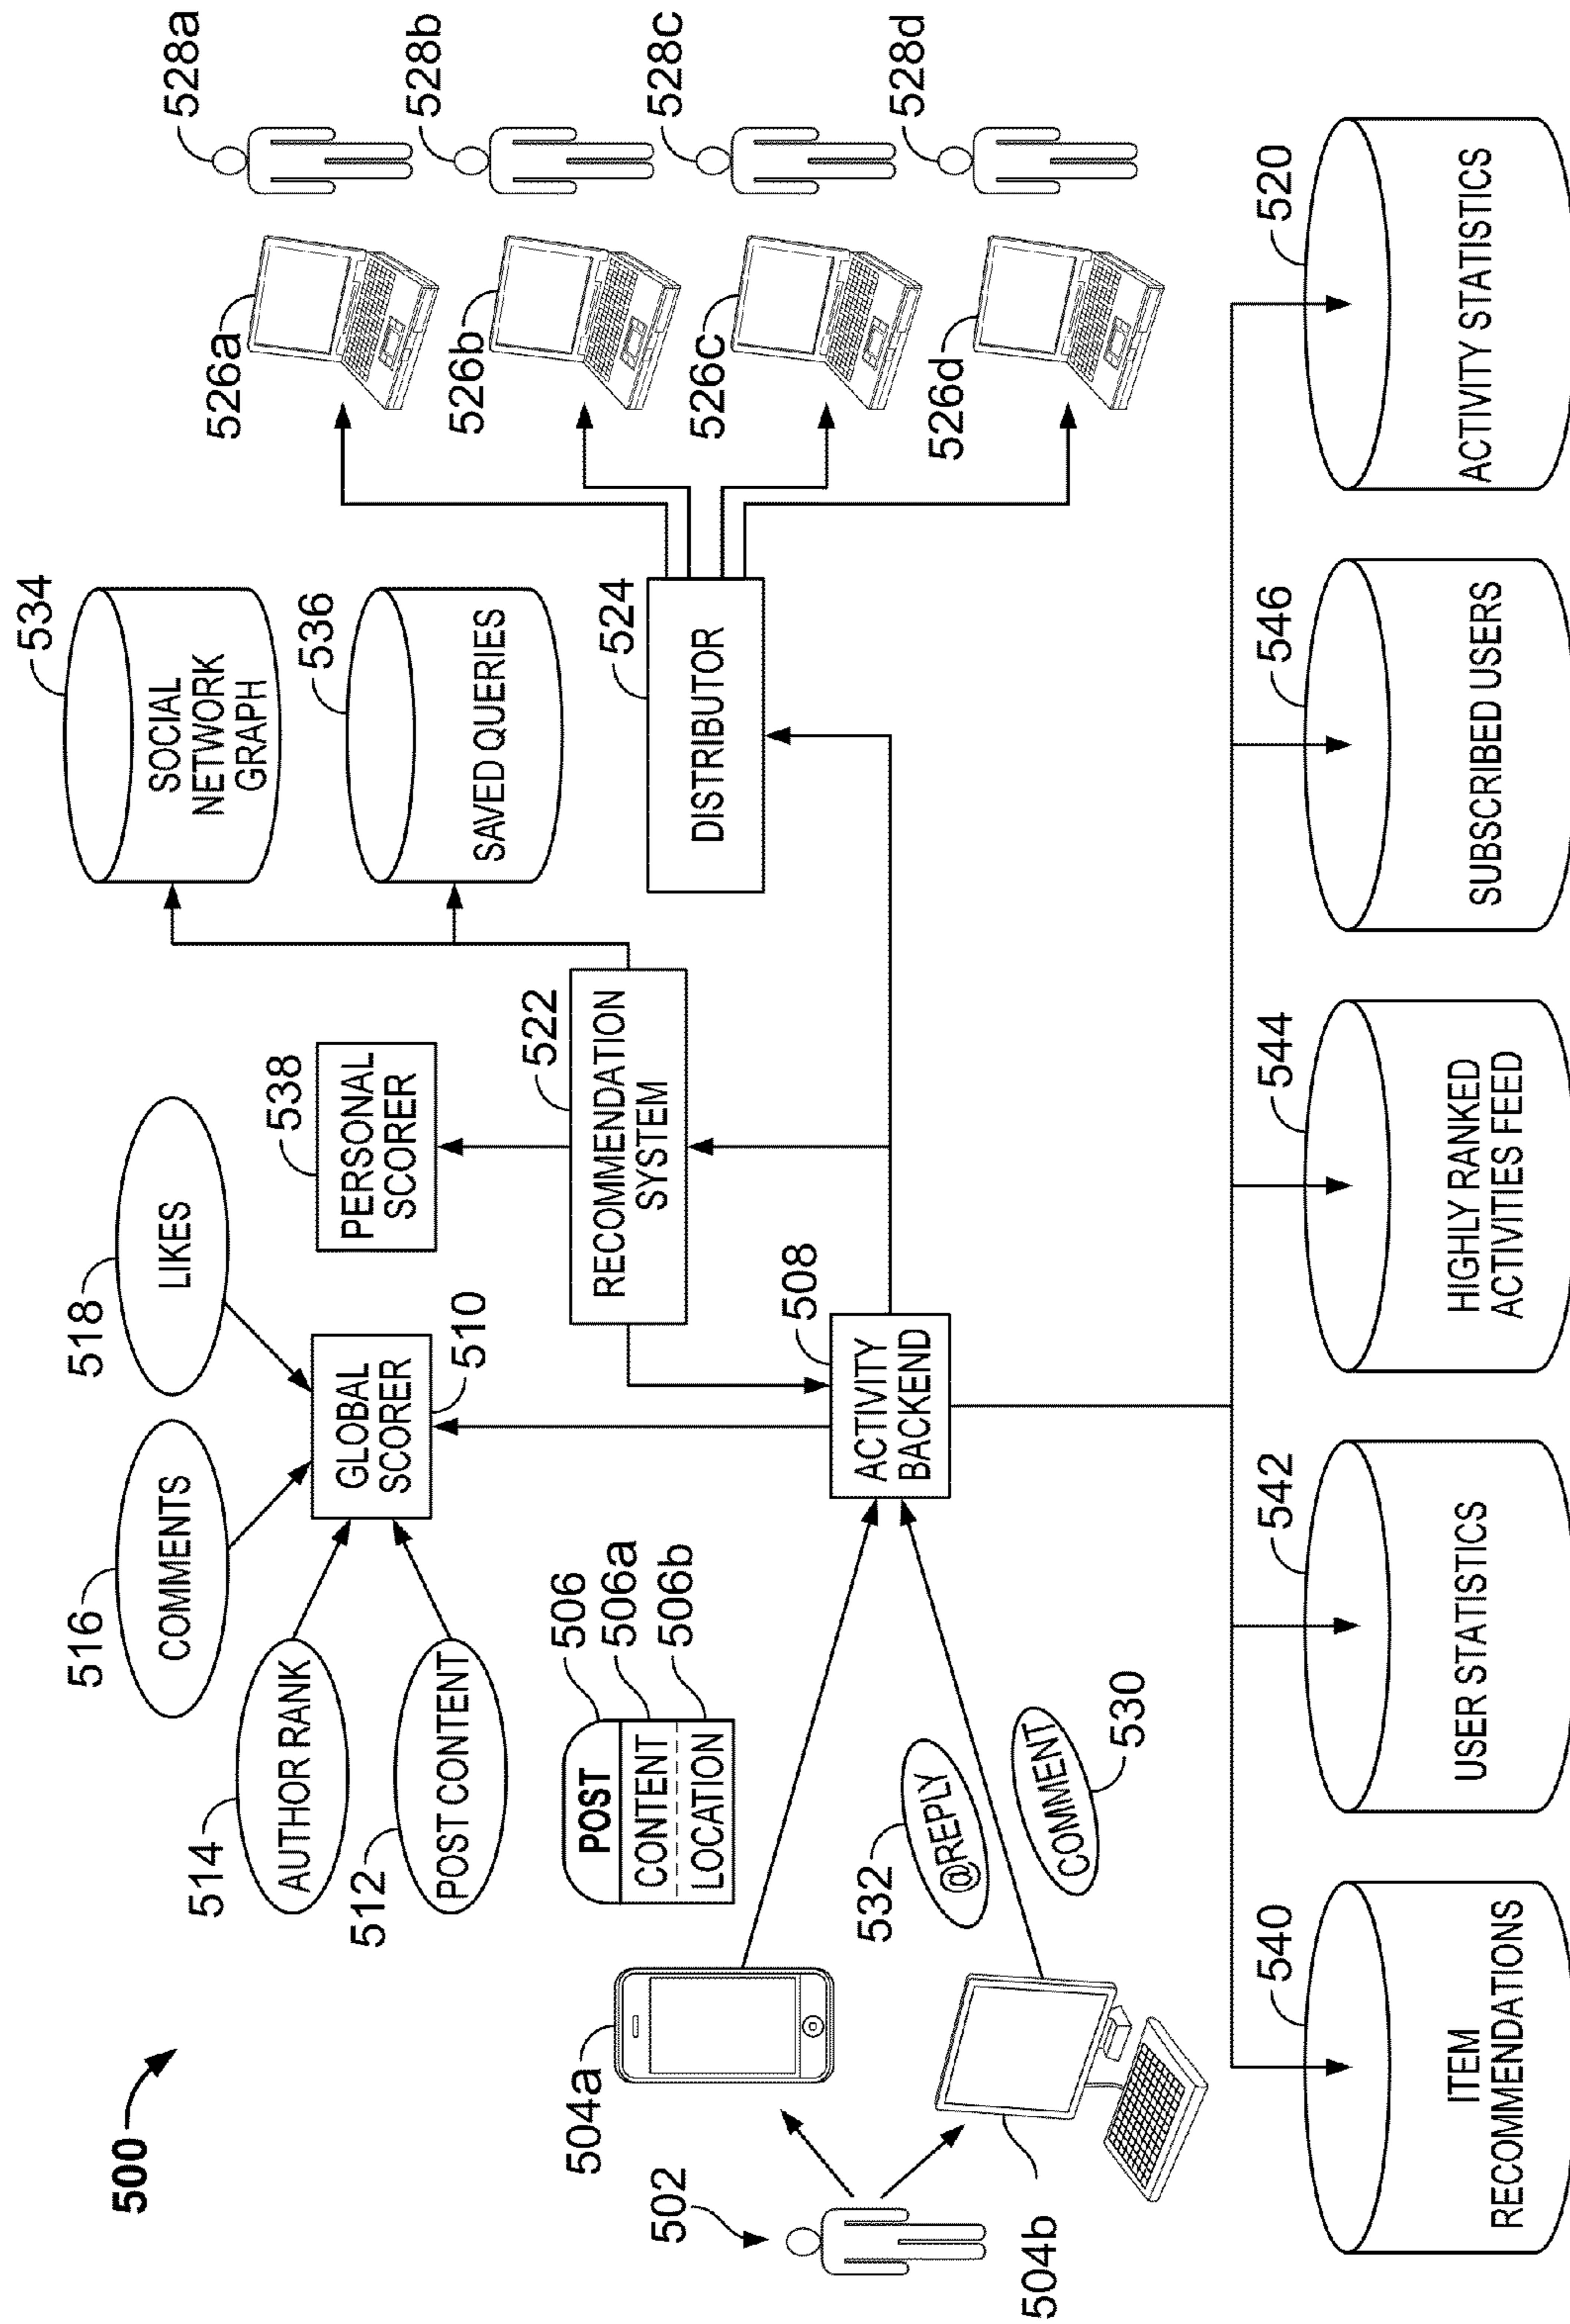 500
502
504a
504b
POST
CONTENT
LOCATION
506
506a
506b
532
@REPLY
COMMENT
530
514
AUTHOR RANK
512
POST CONTENT
516
COMMENTS
518
LIKES
GLOBAL
SCORER
510
538
PERSONAL
SCORER
522
RECOMMENDATION
SYSTEM
508
ACTIVITY
BACKEND
534
SOCIAL
NETWORK
GRAPH
536
SAVED QUERIES
524
DISTRIBUTOR
526a
526b
526c
526d
528a
528b
528c
528d
540
ITEM
RECOMMENDATIONS
542
USER STATISTICS
544
HIGHLY RANKED
ACTIVITIES FEED
546
SUBSCRIBED USERS
520
ACTIVITY STATISTICS